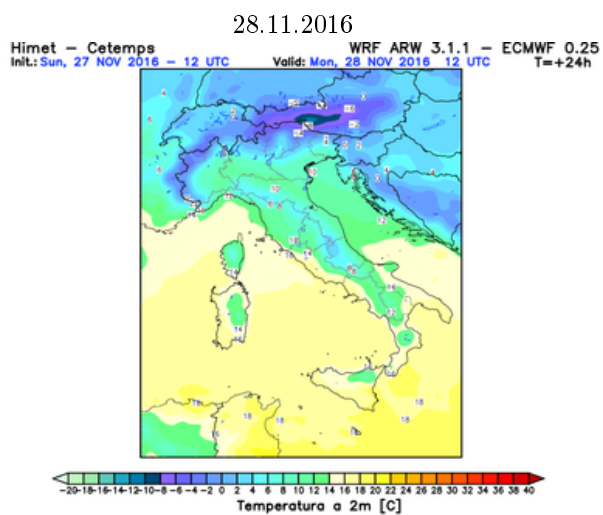 28.11.2016
Himet – Cetemps WRF ARW 3.1.1 – ECMWF 0.25
Init.: Sun, 27 NOV 2016 – 12 UTC Valid: Mon, 28 NOV 2016 12 UTC T=+24h
-20 -18 -16 -14 -12 -10 -8 -6 -4 -2 0 2 4 6 8 10 12 14 16 18 20 22 24 26 28 30 32 34 36 38 40
Temperatura a 2m [C]